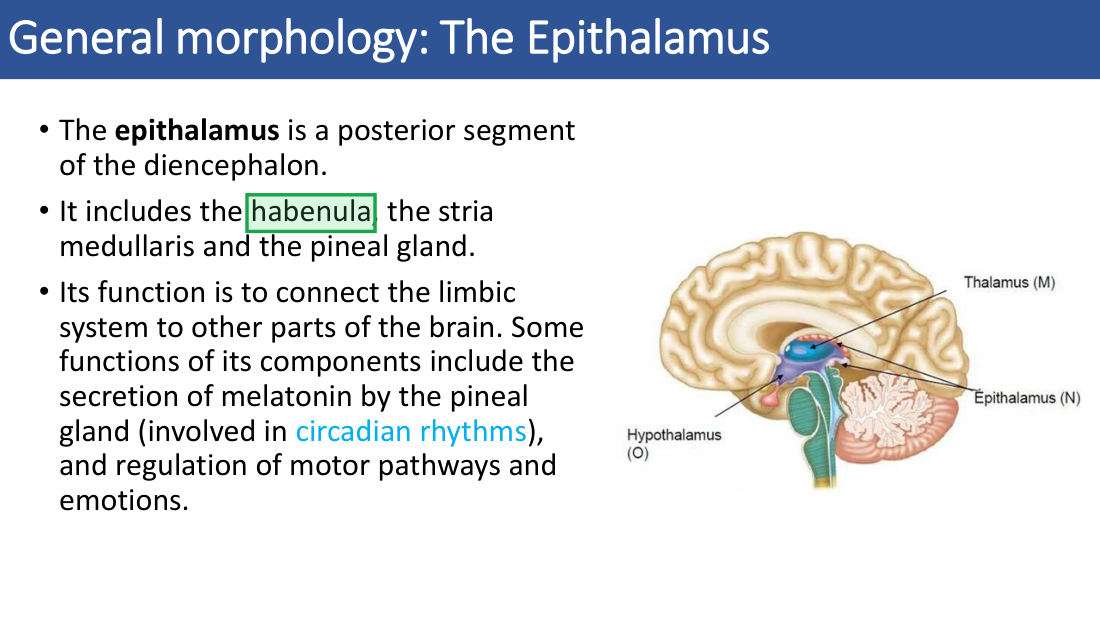 General morphology: The Epithalamus
• The epithalamus is a posterior segment
of the diencephalon.
• It includes the habenula, the stria
medullaris and the pineal gland.
• Its function is to connect the limbic
system to other parts of the brain. Some
functions of its components include the
secretion of melatonin by the pineal
gland (involved in circadian rhythms),
and regulation of motor pathways and
emotions.
Thalamus (M)
Epithalamus (N)
Hypothalamus
(O)